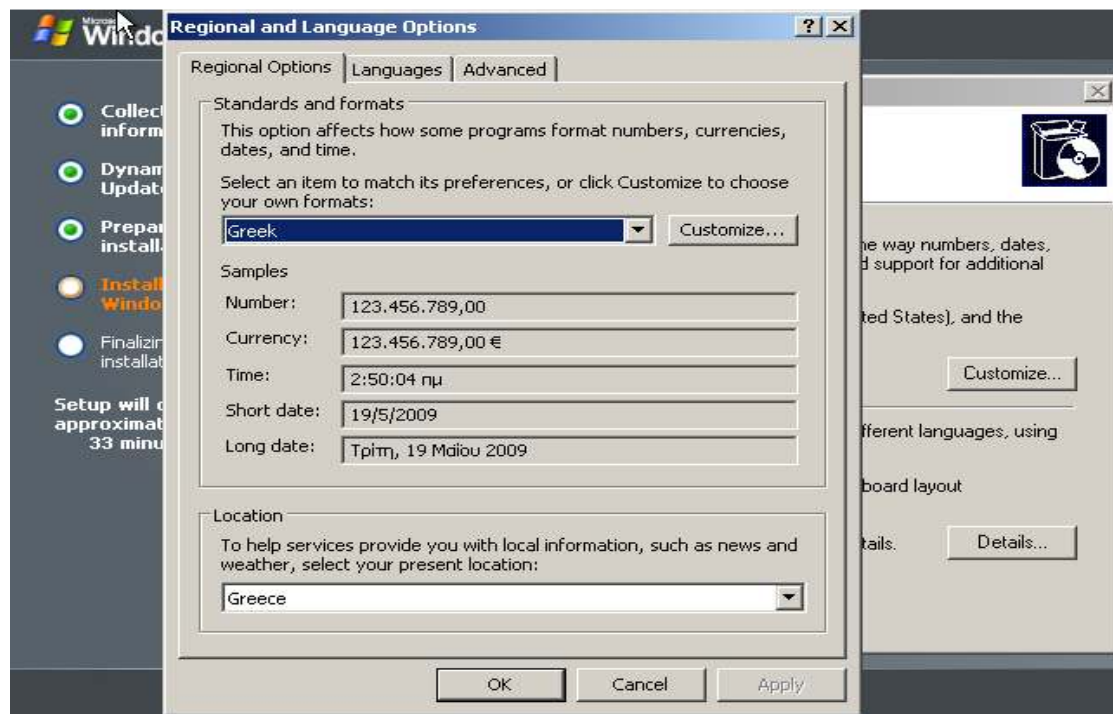 Microsoft
Windo
Regional and Language Options
Regional Options
Languages
Advanced
Standards and formats
This option affects how some programs format numbers, currencies,
dates, and time.
Select an item to match its preferences, or click Customize to choose
your own formats:
Greek
Customize...
Samples
Number:
123.456.789,00
Currency:
123.456.789,00 €
Time:
2:50:04 πμ
Short date:
19/5/2009
Long date:
Τρίτη, 19 Μαΐου 2009
Location
To help services provide you with local information, such as news and
weather, select your present location:
Greece
OK
Cancel
Apply
Collect
inform
Dynam
Updat
Prepar
install
Install
Windo
Finalizin
installat
Setup will c
approximat
33 minu
he way numbers, dates,
d support for additional
ted States), and the
Customize...
fferent languages, using
board layout
tails.
Details...